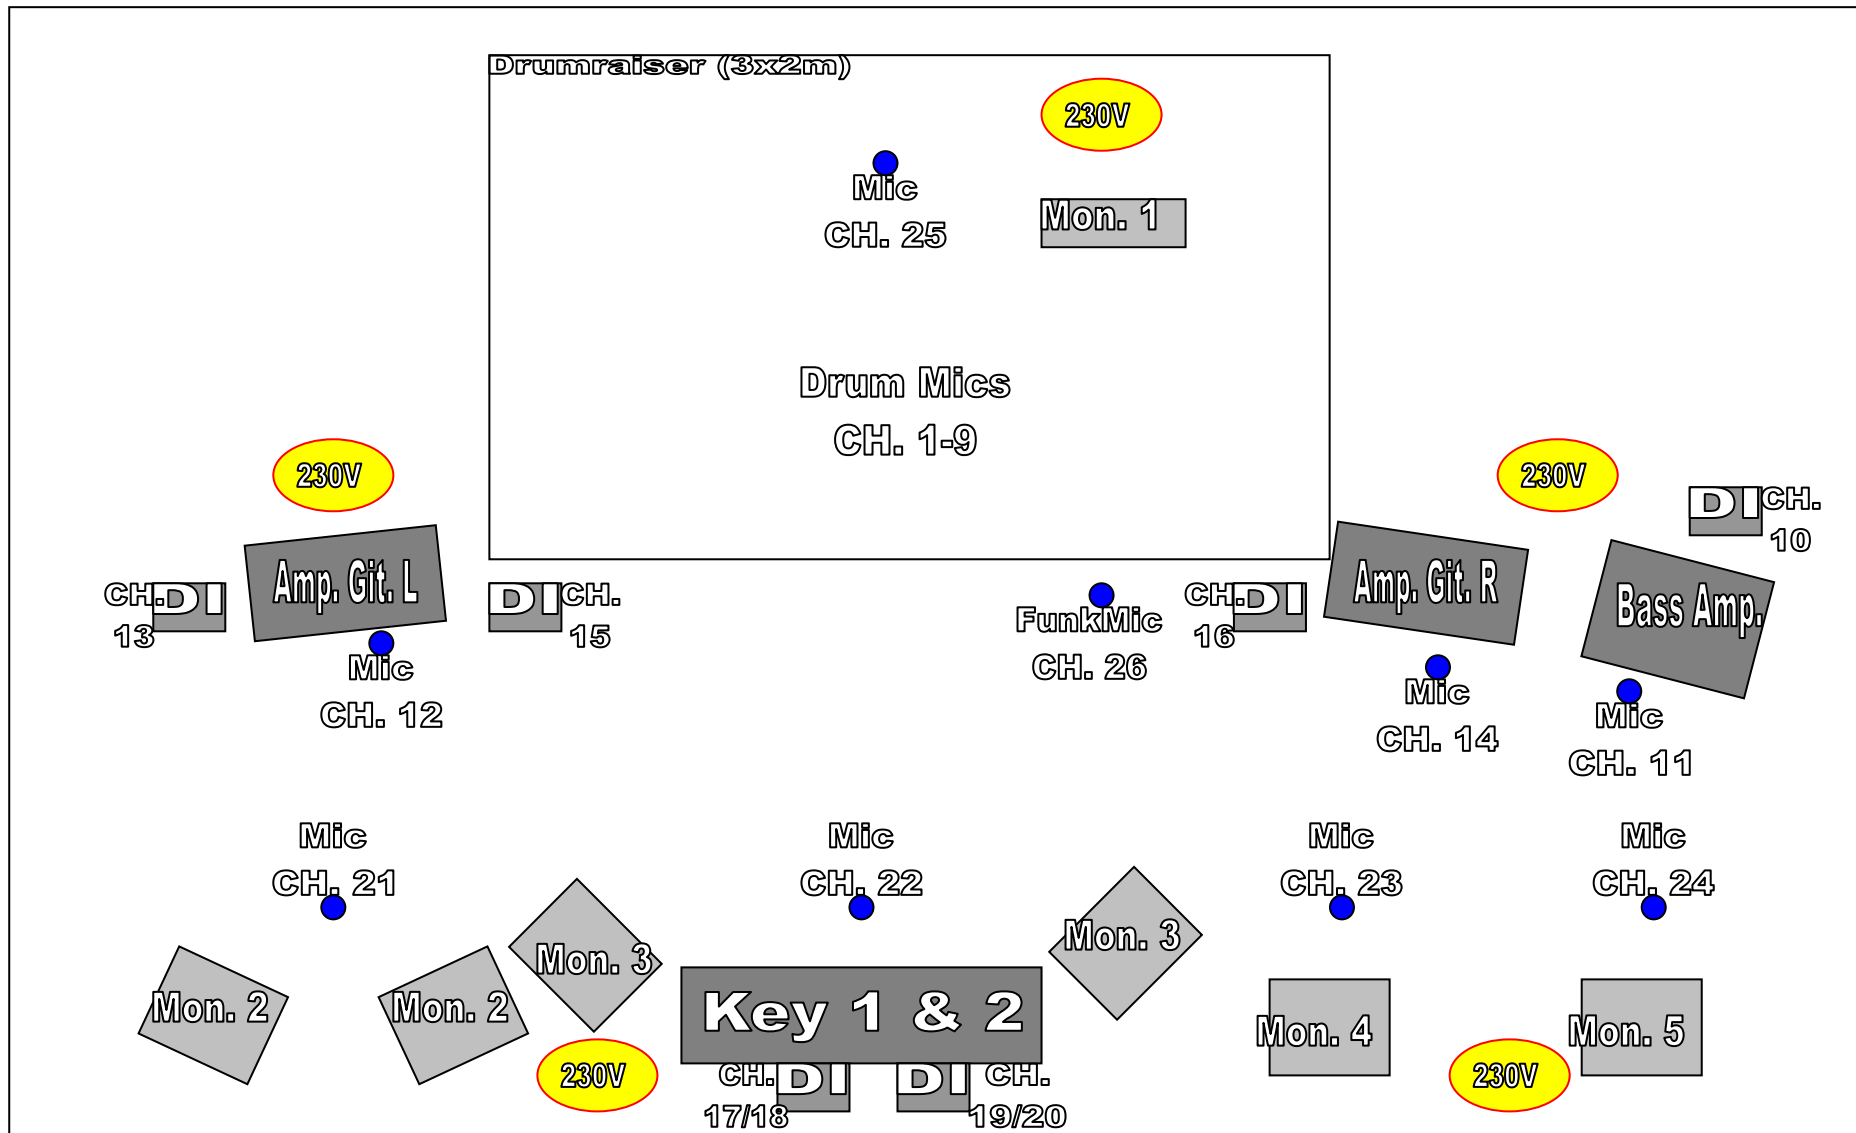 Drumraiser (3x2m)
230V
Mic
CH. 25
Mon. 1
Drum Mics
CH. 1-9
230V
230V
DI
CH.
10
Amp. Git. L
CH.
13
DI
DI
CH.
15
Mic
CH. 12
FunkMic
CH. 26
CH.
16
DI
Amp. Git. R
Bass Amp.
Mic
CH. 14
Mic
CH. 11
Mic
CH. 21
Mic
CH. 22
Mic
CH. 23
Mic
CH. 24
Mon. 2
Mon. 2
Mon. 3
Mon. 3
Key 1 & 2
Mon. 4
Mon. 5
230V
CH.
17/18
DI
DI
CH.
19/20
230V